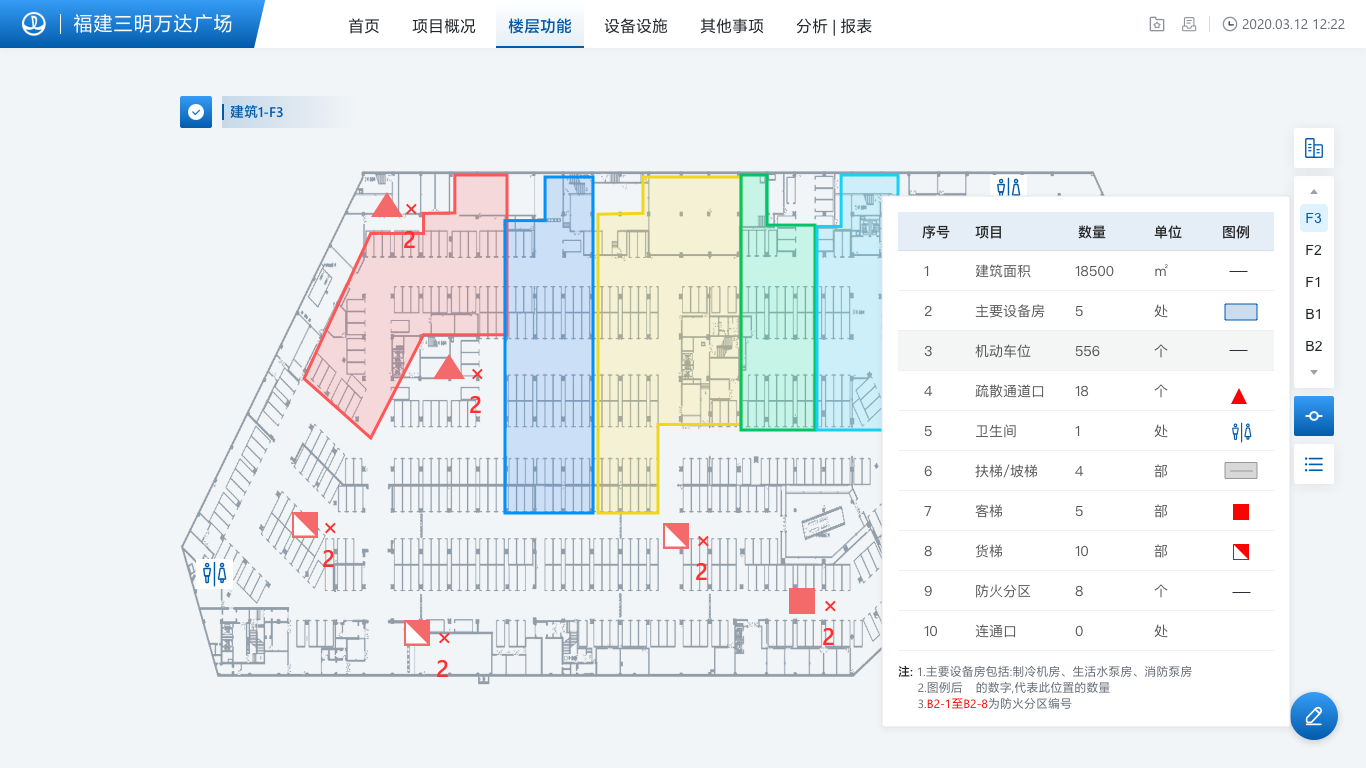 福建三明万达广场
首页 项目概况 楼层功能 设备设施 其他事项 分析 | 报表
2020.03.12 12:22
建筑1-F3
×
2
×
2
×
2
×
2
×
2
×
2
序号 项目 数量 单位 图例
1 建筑面积 18500 ㎡ —
2 主要设备房 5 处
3 机动车位 556 个 —
4 疏散通道口 18 个
5 卫生间 1 处
6 扶梯/坡梯 4 部
7 客梯 5 部
8 货梯 10 部
9 防火分区 8 个 —
10 连通口 0 处
注: 1.主要设备房包括:制冷机房、生活水泵房、消防泵房
2.图例后 的数字,代表此位置的数量
3.B2-1至B2-8为防火分区编号
F3
F2
F1
B1
B2